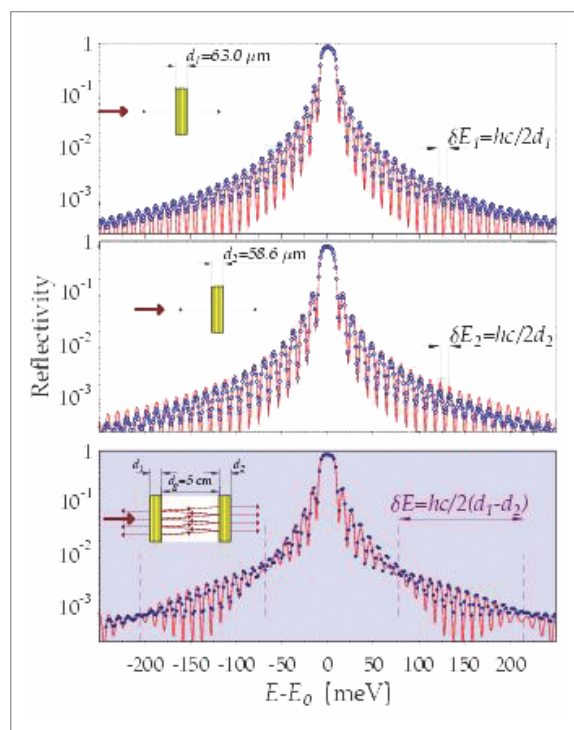 1
d₁=63.0 μm
10⁻¹
10⁻²
δE₁=hc/2d₁
10⁻³
1
d₂=58.6 μm
10⁻¹
10⁻²
δE₂=hc/2d₂
10⁻³
Reflectivity
1
d₁ d₂
d_g=5 cm
10⁻¹
δE=hc/2(d₁-d₂)
10⁻²
10⁻³
-200 -150 -100 -50 0 50 100 150 200
E-E₀ [meV]